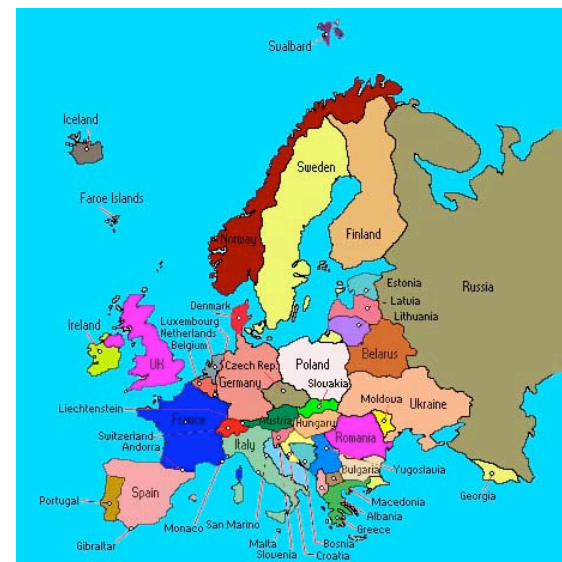 Sualbard
Iceland
Faroe Islands
Sweden
Norway
Finland
Russia
Estonia
Latvia
Lithuania
Denmark
Luxembourg
Netherlands
Belgium
Ireland
UK
Belarus
Poland
Czech Rep.
Germany
Slovakia
Moldova
Ukraine
Liechtenstein
France
Austria
Hungary
Romania
Switzerland
Andorra
Italy
Bulgaria
Yugoslavia
Spain
Portugal
Georgia
Macedonia
Albania
Greece
Monaco
San Marino
Gibraltar
Malta
Slovenia
Bosnia
Croatia